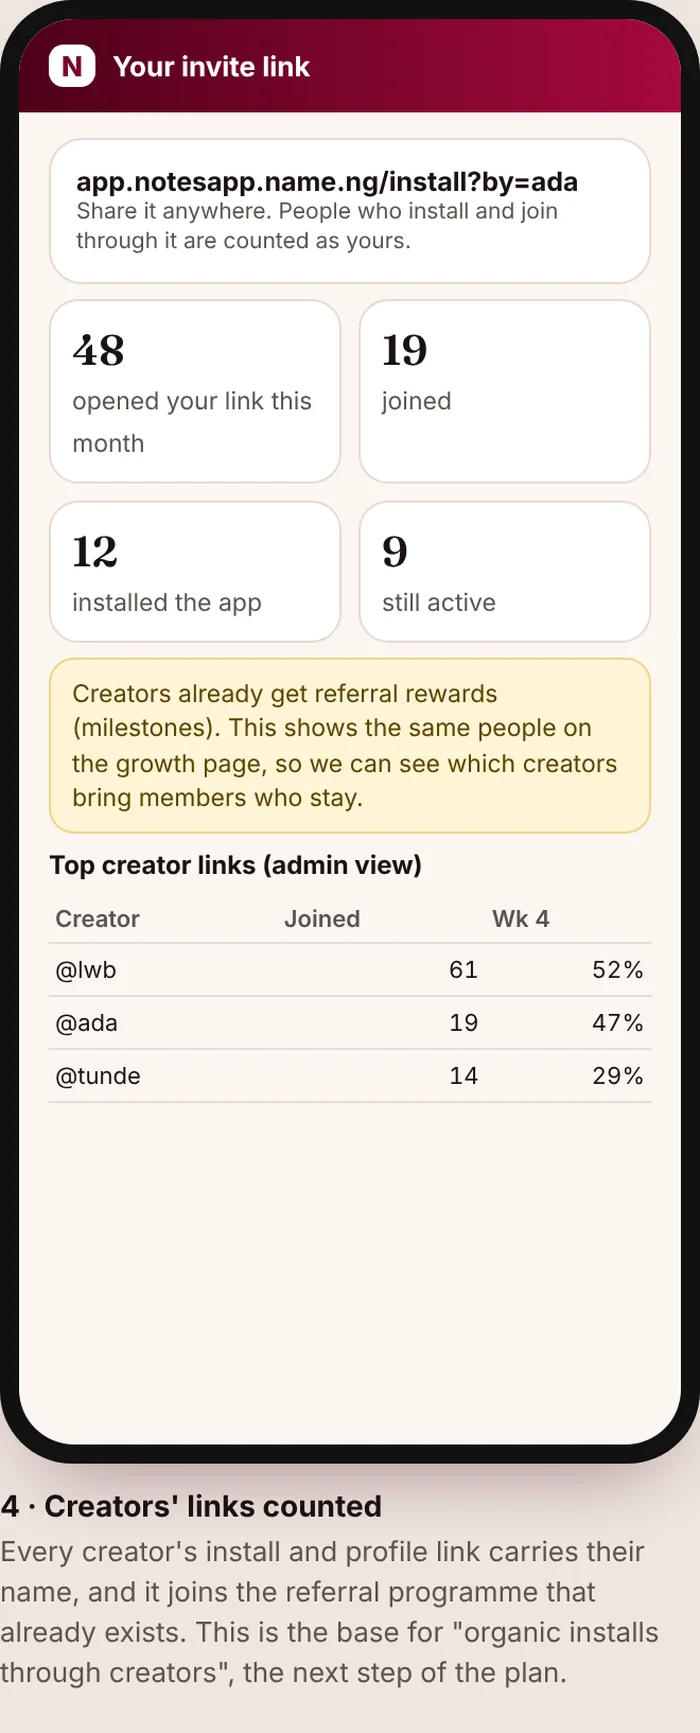 N Your invite link
app.notesapp.name.ng/install?by=ada
Share it anywhere. People who install and join
through it are counted as yours.
48
opened your link this
month
19
joined
12
installed the app
9
still active
Creators already get referral rewards
(milestones). This shows the same people on
the growth page, so we can see which creators
bring members who stay.
Top creator links (admin view)
Creator Joined Wk 4
@lwb 61 52%
@ada 19 47%
@tunde 14 29%
4 · Creators' links counted
Every creator's install and profile link carries their
name, and it joins the referral programme that
already exists. This is the base for "organic installs
through creators", the next step of the plan.